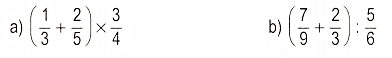 a) (1/3 + 2/5) × 3/4 b) (7/9 + 2/3) : 5/6